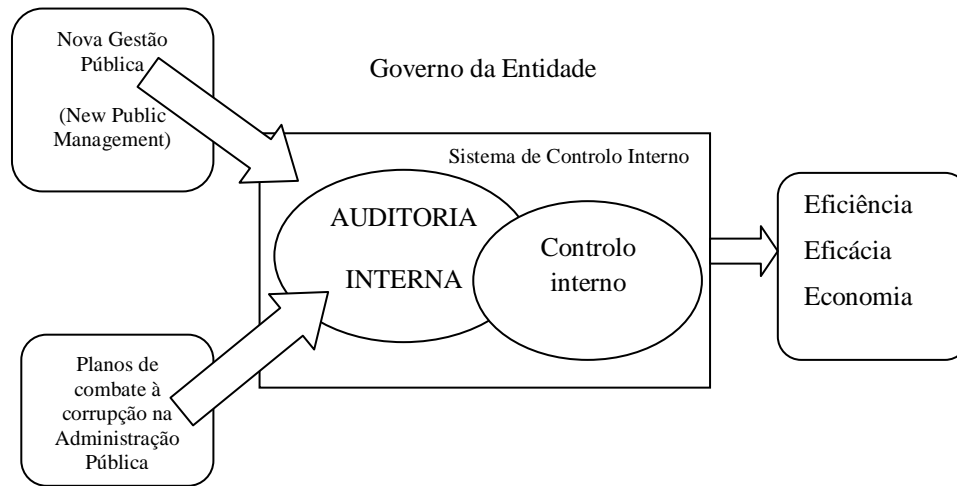 Nova Gestão
Pública
(New Public
Management)
Governo da Entidade
Sistema de Controlo Interno
AUDITORIA
INTERNA
Controlo
interno
Eficiência
Eficácia
Economia
Planos de
combate à
corrupção na
Administração
Pública